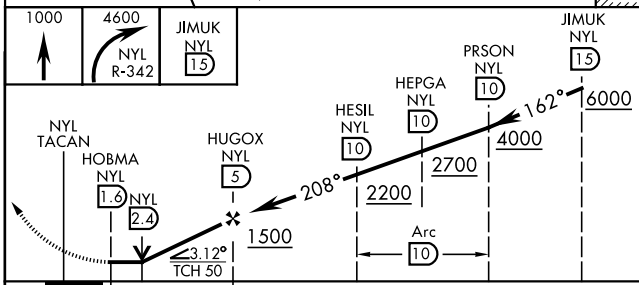 1000
4600
NYL
R-342
JIMUK
NYL
15
JIMUK
NYL
15
PRSON
NYL
10
162°
6000
HEPGA
NYL
10
4000
HESIL
NYL
10
2700
NYL
TACAN
HUGOX
NYL
5
208°
2200
HOBMA
NYL
1.6
NYL
2.4
1500
Arc
10
3.12°
TCH 50